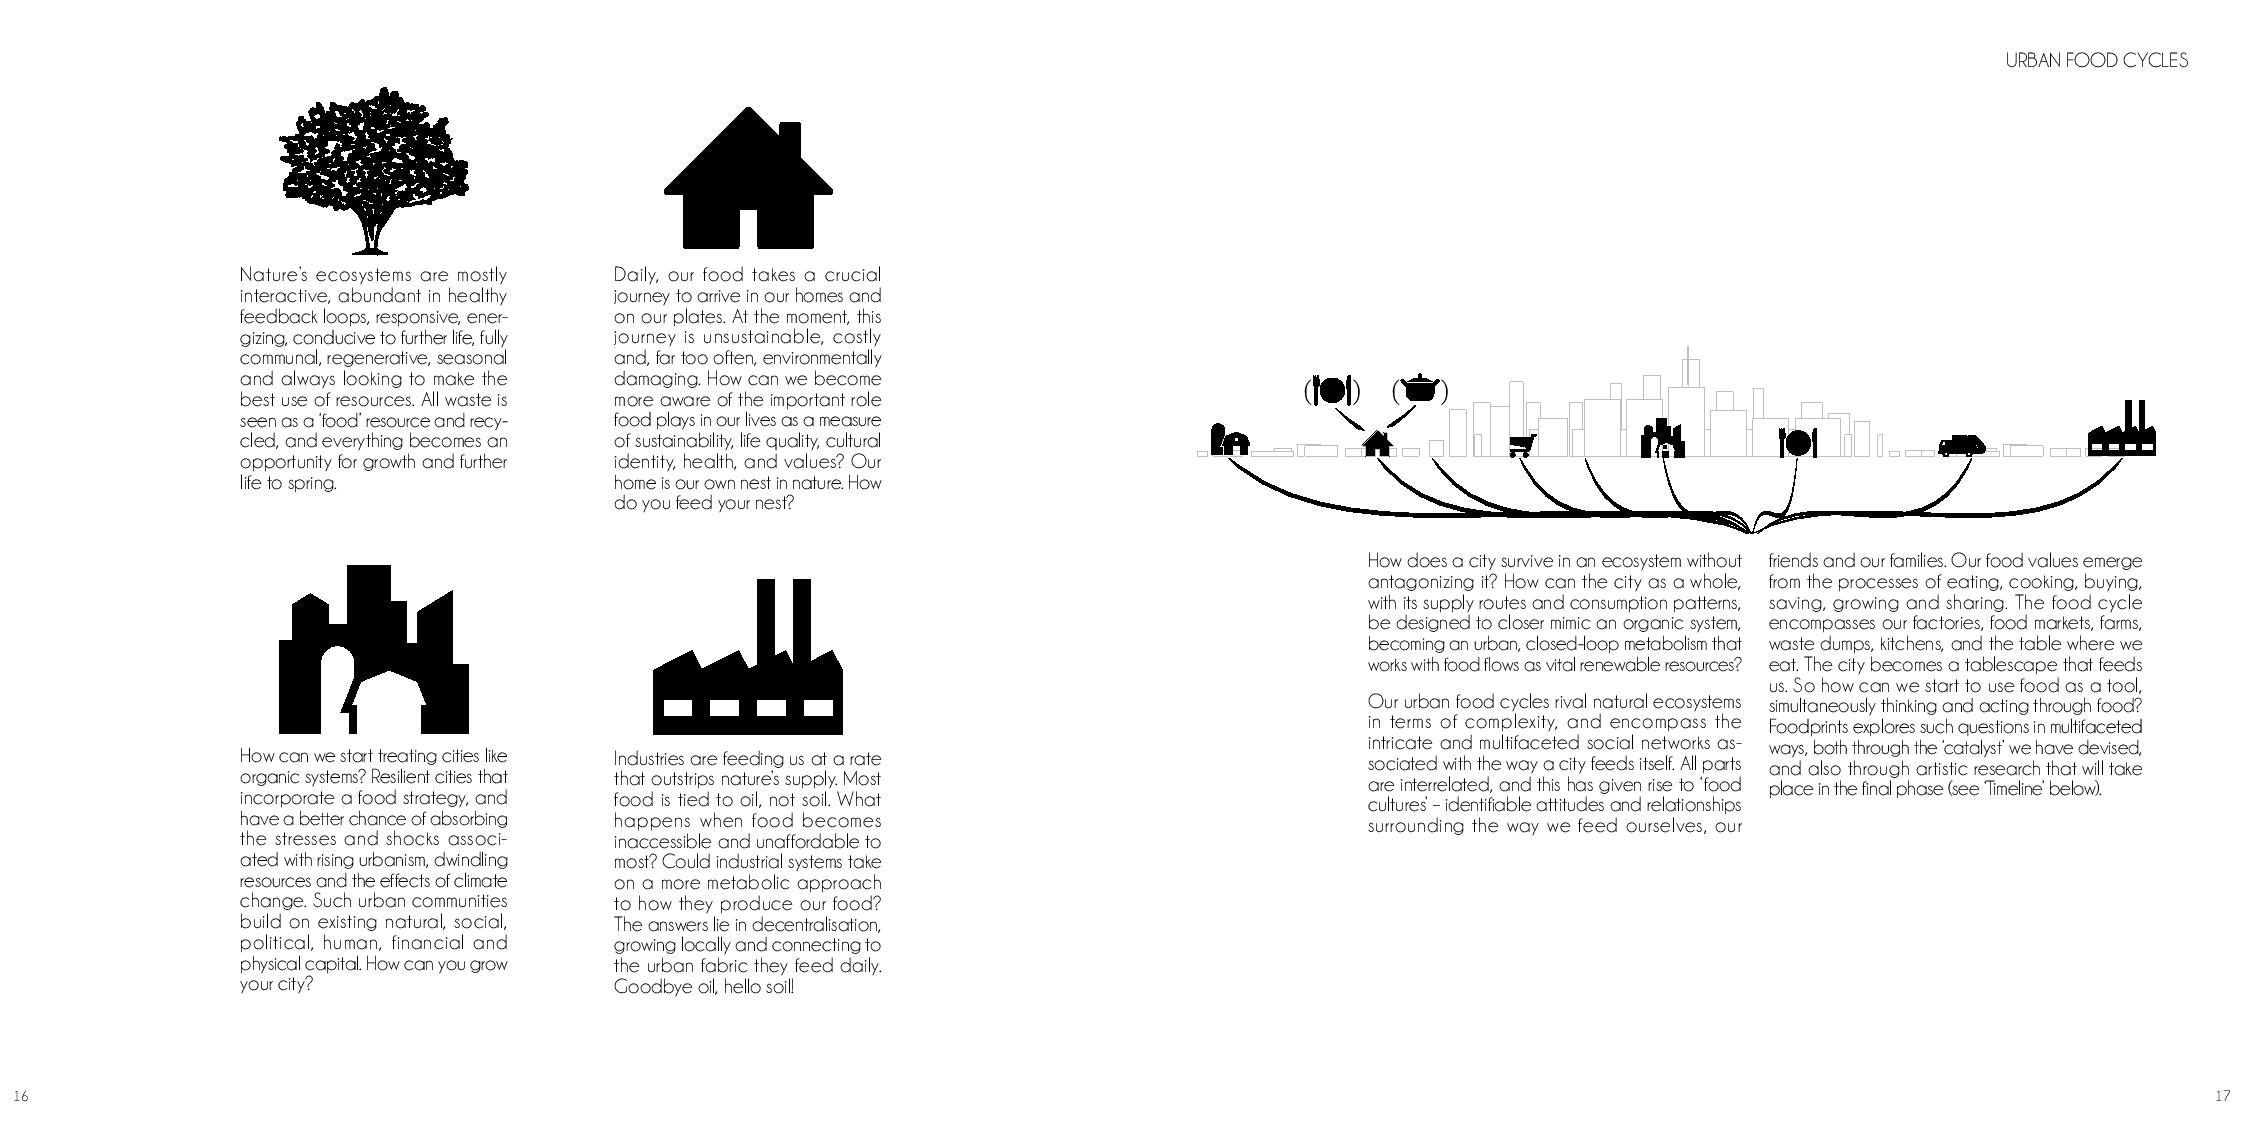 URBAN FOOD CYCLES
Nature's ecosystems are mostly
interactive, abundant in healthy
feedback loops, responsive, ener-
gizing, conducive to further life, fully
communal, regenerative, seasonal
and always looking to make the
best use of resources. All waste is
seen as a 'food' resource and recy-
cled, and everything becomes an
opportunity for growth and further
life to spring.
Daily, our food takes a crucial
journey to arrive in our homes and
on our plates. At the moment, this
journey is unsustainable, costly
and, far too often, environmentally
damaging. How can we become
more aware of the important role
food plays in our lives as a measure
of sustainability, life quality, cultural
identity, health, and values? Our
home is our own nest in nature. How
do you feed your nest?
How can we start treating cities like
organic systems? Resilient cities that
incorporate a food strategy, and
have a better chance of absorbing
the stresses and shocks associ-
ated with rising urbanism, dwindling
resources and the effects of climate
change. Such urban communities
build on existing natural, social,
political, human, financial and
physical capital. How can you grow
your city?
Industries are feeding us at a rate
that outstrips nature's supply. Most
food is tied to oil, not soil. What
happens when food becomes
inaccessible and unaffordable to
most? Could industrial systems take
on a more metabolic approach
to how they produce our food?
The answers lie in decentralisation,
growing locally and connecting to
the urban fabric they feed daily.
Goodbye oil, hello soil!
How does a city survive in an ecosystem without
antagonizing it? How can the city as a whole,
with its supply routes and consumption patterns,
be designed to closer mimic an organic system,
becoming an urban, closed-loop metabolism that
works with food flows as vital renewable resources?
Our urban food cycles rival natural ecosystems
in terms of complexity, and encompass the
intricate and multifaceted social networks as-
sociated with the way a city feeds itself. All parts
are interrelated, and this has given rise to 'food
cultures' – identifiable attitudes and relationships
surrounding the way we feed ourselves, our
friends and our families. Our food values emerge
from the processes of eating, cooking, buying,
saving, growing and sharing. The food cycle
encompasses our factories, food markets, farms,
waste dumps, kitchens, and the table where we
eat. The city becomes a tablescape that feeds
us. So how can we start to use food as a tool,
simultaneously thinking and acting through food?
Foodprints explores such questions in multifaceted
ways, both through the 'catalyst' we have devised,
and also through artistic research that will take
place in the final phase (see 'Timeline' below).
16
17